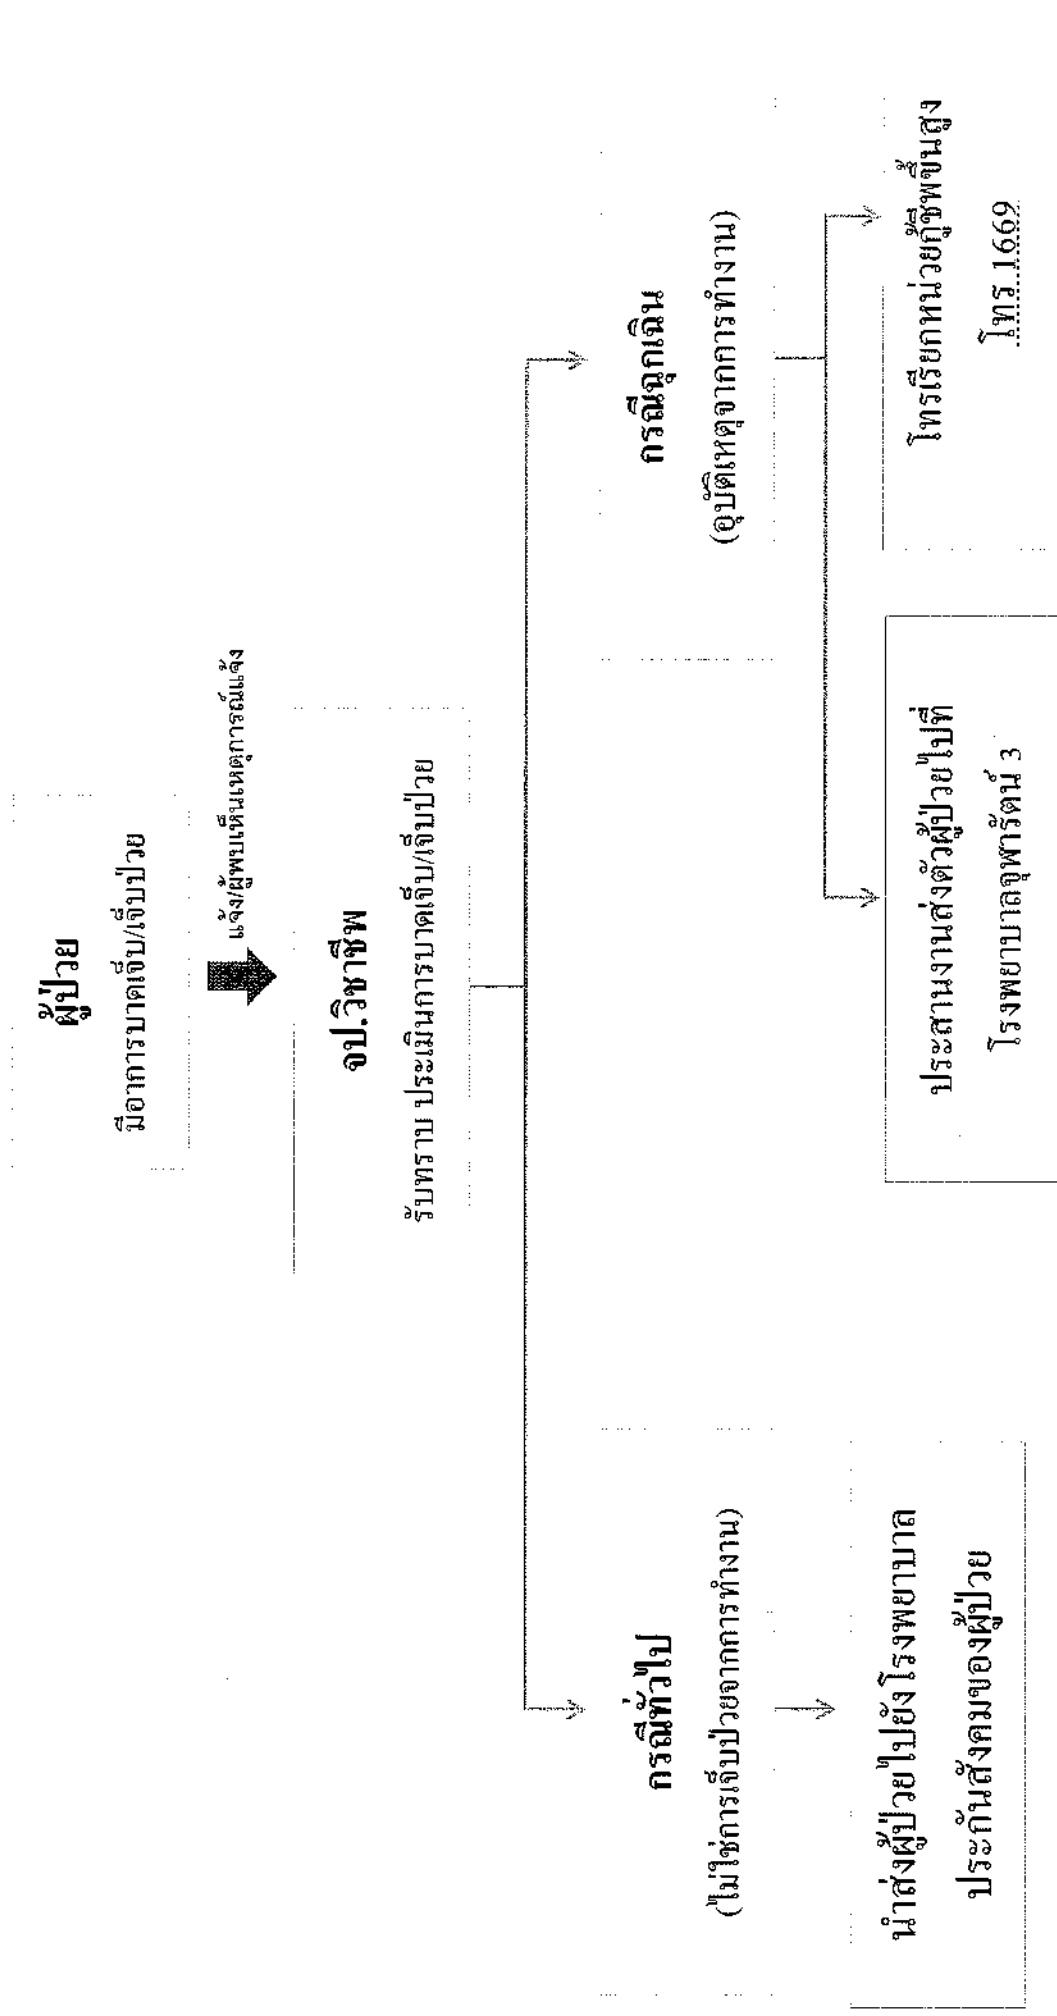 ผู้ป่วย
มีอาการบาดเจ็บ/เจ็บป่วย
แจ้ง/ผู้พบเห็นเหตุการณ์แจ้ง
จป.วิชาชีพ
รับทราบ ประเมินการบาดเจ็บ/เจ็บป่วย
กรณีทั่วไป
(ไม่ใช่การเจ็บป่วยจากการทำงาน)
นำส่งผู้ป่วยไปยังโรงพยาบาล
ประกันสังคมของผู้ป่วย
กรณีฉุกเฉิน
(อุบัติเหตุจากการทำงาน)
ประสานงานส่งตัวผู้ป่วยไปที่
โรงพยาบาลจุฬารัตน์ 3
โทรเรียกหน่วยกู้ชีพขั้นสูง
โทร 1669